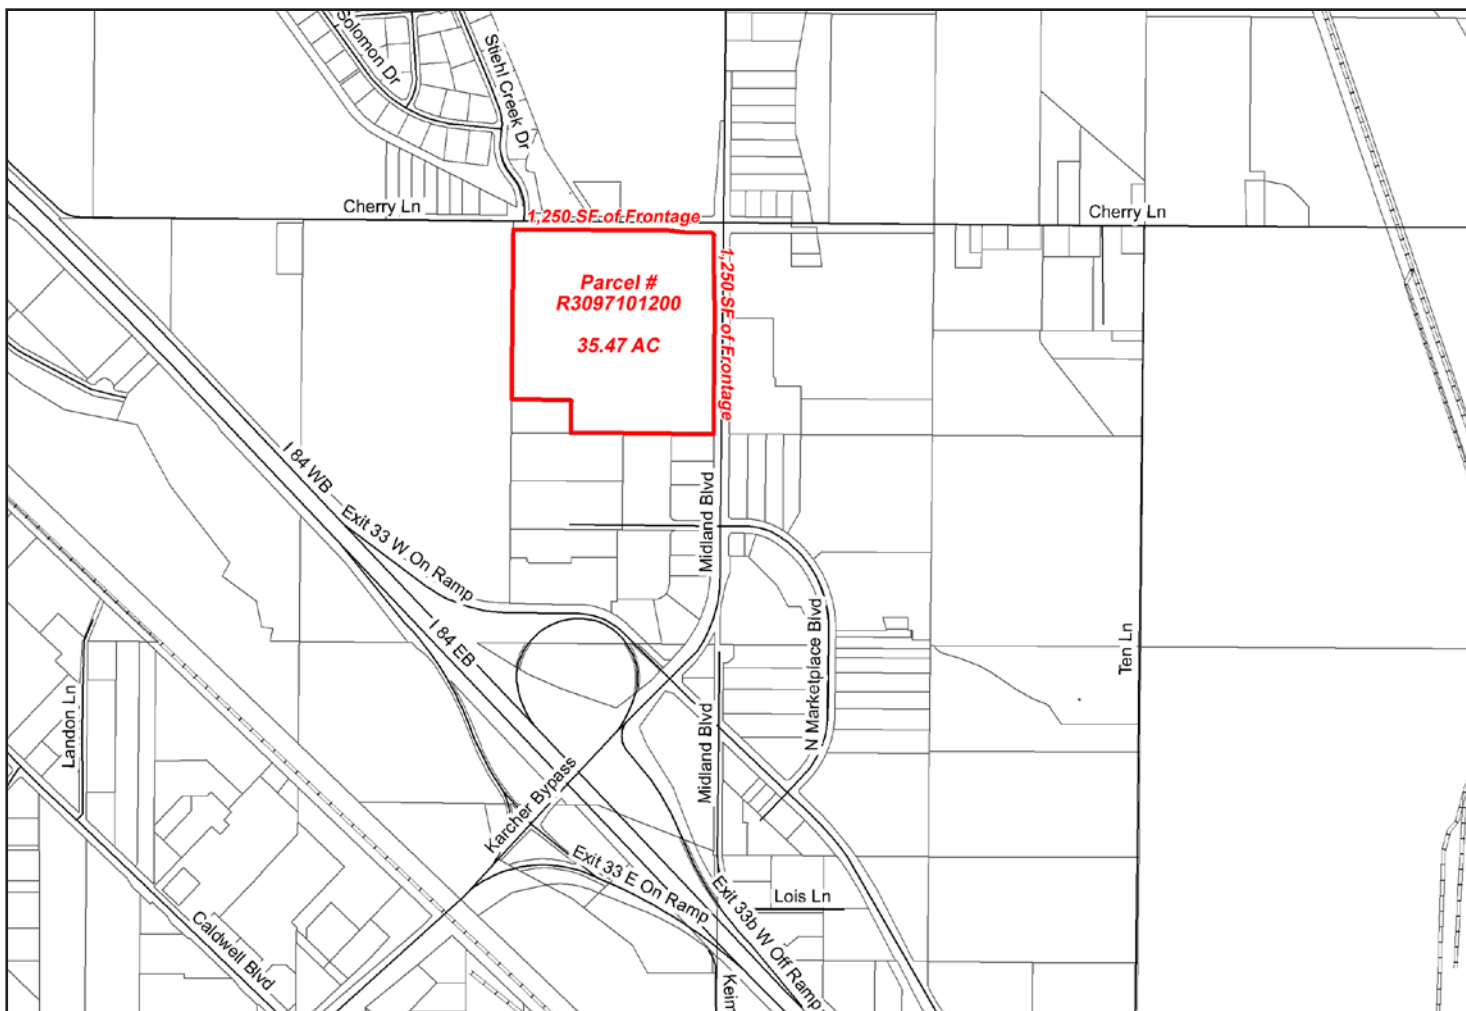 Solomon Dr
Stiehl Creek Dr
Cherry Ln
1,250 SF of Frontage
Cherry Ln
Parcel #
R3097101200
35.47 AC
1,250 SF of Frontage
I 84 WB
Exit 33 W On Ramp
Midland Blvd
I 84 EB
N Marketplace Blvd
Ten Ln
Landon Ln
Midland Blvd
Karcher Bypass
Exit 33 E On Ramp
Exit 33b W Off Ramp
Lois Ln
Caldwell Blvd
Keim